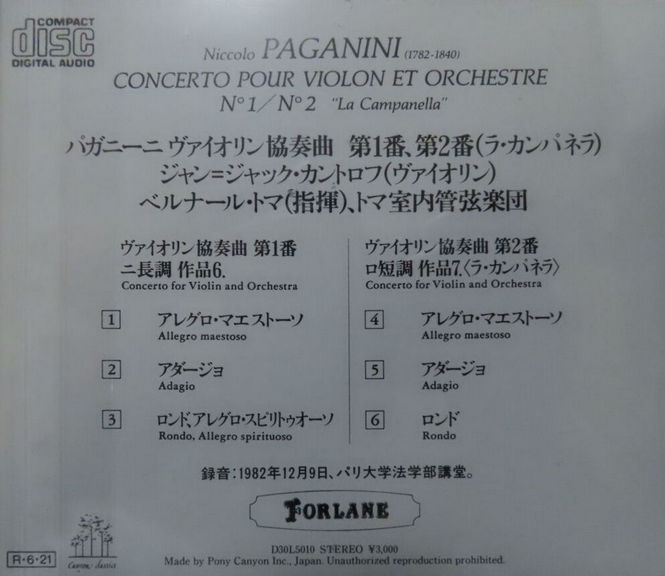 COMPACT
disc
DIGITAL AUDIO
Niccolo PAGANINI (1782-1840)
CONCERTO POUR VIOLON ET ORCHESTRE
N° 1/N° 2 "La Campanella"
パガニーニ ヴァイオリン協奏曲 第1番、第2番(ラ・カンパネラ)
ジャン=ジャック・カントロフ(ヴァイオリン)
ベルナール・トマ(指揮)、トマ室内管弦楽団
ヴァイオリン協奏曲 第1番
ニ長調 作品6.
Concerto for Violin and Orchestra
1 アレグロ・マエストーソ
Allegro maestoso
2 アダージョ
Adagio
3 ロンド、アレグロ・スピリトゥオーソ
Rondo, Allegro spirituoso
ヴァイオリン協奏曲 第2番
ロ短調 作品7.〈ラ・カンパネラ〉
Concerto for Violin and Orchestra
4 アレグロ・マエストーソ
Allegro maestoso
5 アダージョ
Adagio
6 ロンド
Rondo
録音:1982年12月9日、パリ大学法学部講堂。
FORLANE
R・6・21
Canyon classics
D30L5010 STEREO ¥3,000
Made by Pony Canyon Inc., Japan. Unauthorized reproduction prohibited.